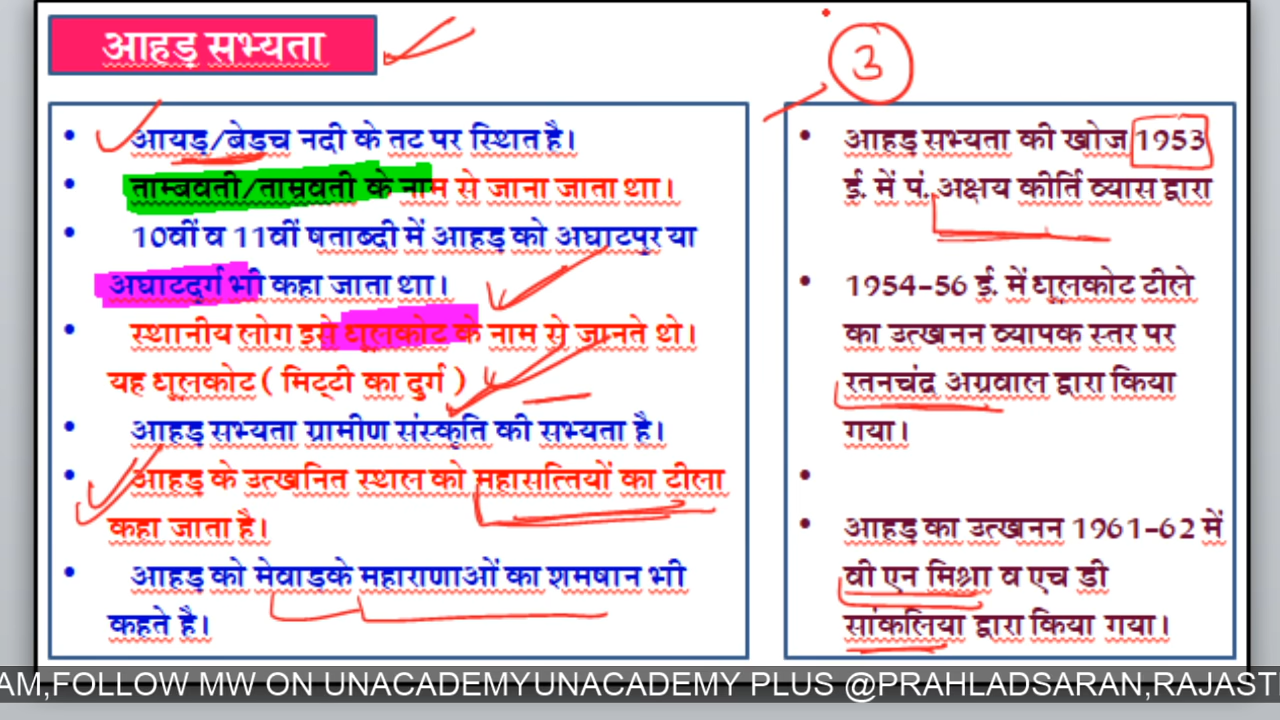 आहड़ सभ्यता
3
• आयड़/बेड़च नदी के तट पर स्थित है।
• ताम्बवती/ताम्रवती के नाम से जाना जाता था।
• 10वीं व 11वीं षताब्दी में आहड़ को अघाटपुर या
अघाटदुर्ग भी कहा जाता था।
• स्थानीय लोग इसे धूलकोट के नाम से जानते थे।
यह धूलकोट ( मिट्टी का दुर्ग )
• आहड़ सभ्यता ग्रामीण संस्कृति की सभ्यता है।
• आहड़ के उत्खनित स्थल को महासत्तियों का टीला
कहा जाता है।
• आहड़ को मेवाड़के महाराणाओं का शमषान भी
कहते है।
• आहड़ सभ्यता की खोज 1953
ई. में पं. अक्षय कीर्ति व्यास द्वारा
• 1954-56 ई. में धूलकोट टीले
का उत्खनन व्यापक स्तर पर
रतनचंद्र अग्रवाल द्वारा किया
गया।
•
• आहड़ का उत्खनन 1961-62 में
वी एन मिश्रा व एच डी
सांकलिया द्वारा किया गया।
AM,FOLLOW MW ON UNACADEMYUNACADEMY PLUS @PRAHLADSARAN,RAJAST